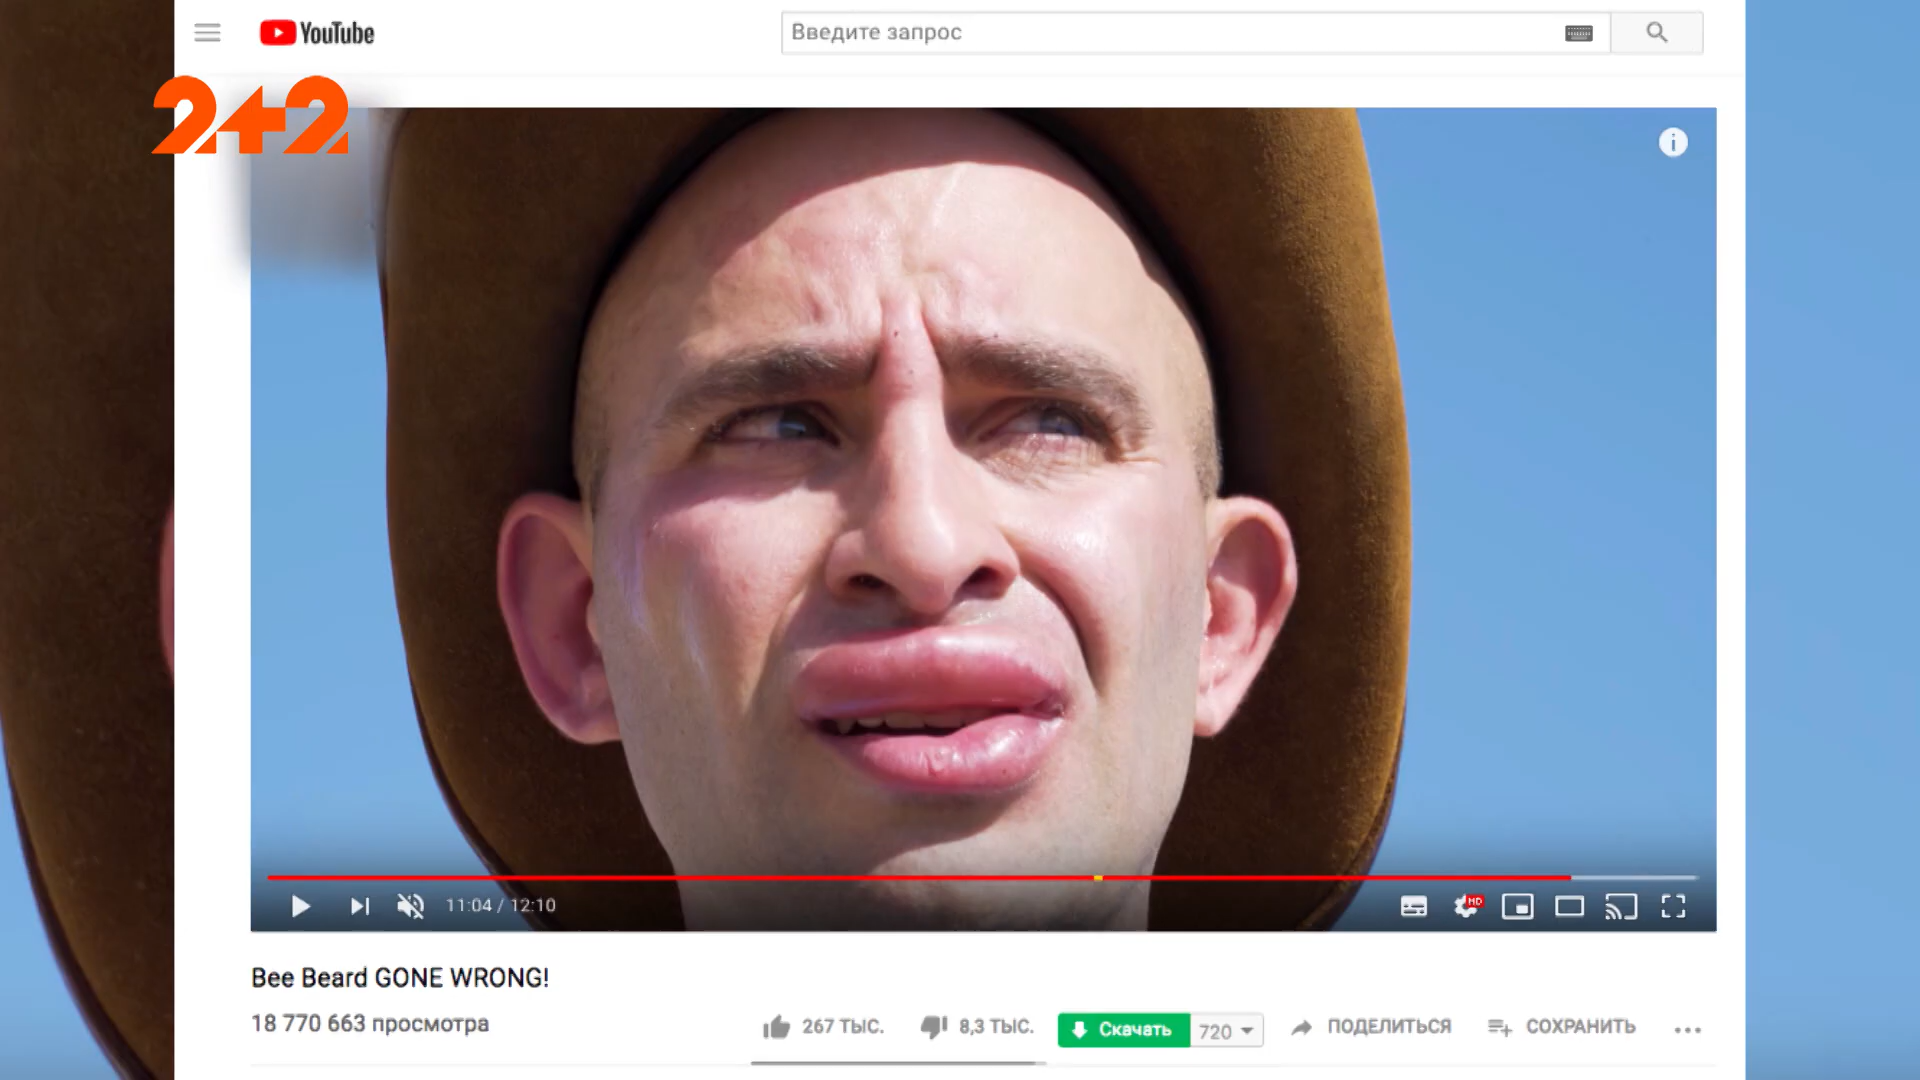 YouTube
Введите запрос
2+2
i
11:04 / 12:10
HD
Bee Beard GONE WRONG!
18 770 663 просмотра
267 ТЫС.
8,3 ТЫС.
Скачать
720
ПОДЕЛИТЬСЯ
СОХРАНИТЬ